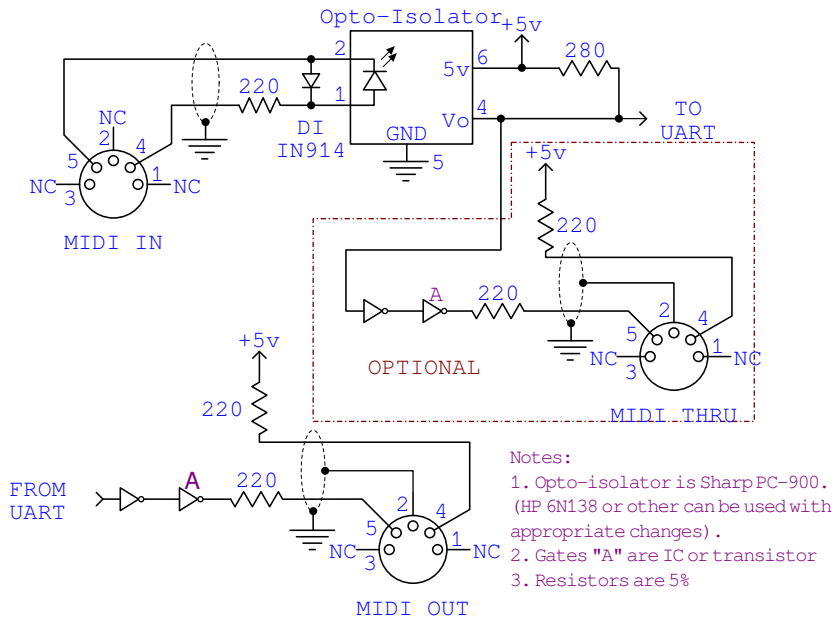 Opto-Isolator
+5v
2
6
280
5v
220
1
4
Vo
TO
UART
NC
DI
IN914
GND
5
2
4
5
+5v
NC
3
1
NC
MIDI IN
220
A
220
2
4
5
1
NC
3
NC
OPTIONAL
MIDI THRU
+5v
220
FROM
UART
A
220
2
4
5
1
NC
3
NC
MIDI OUT
Notes:
1. Opto-isolator is Sharp PC-900.
(HP 6N138 or other can be used with
appropriate changes).
2. Gates "A" are IC or transistor
3. Resistors are 5%